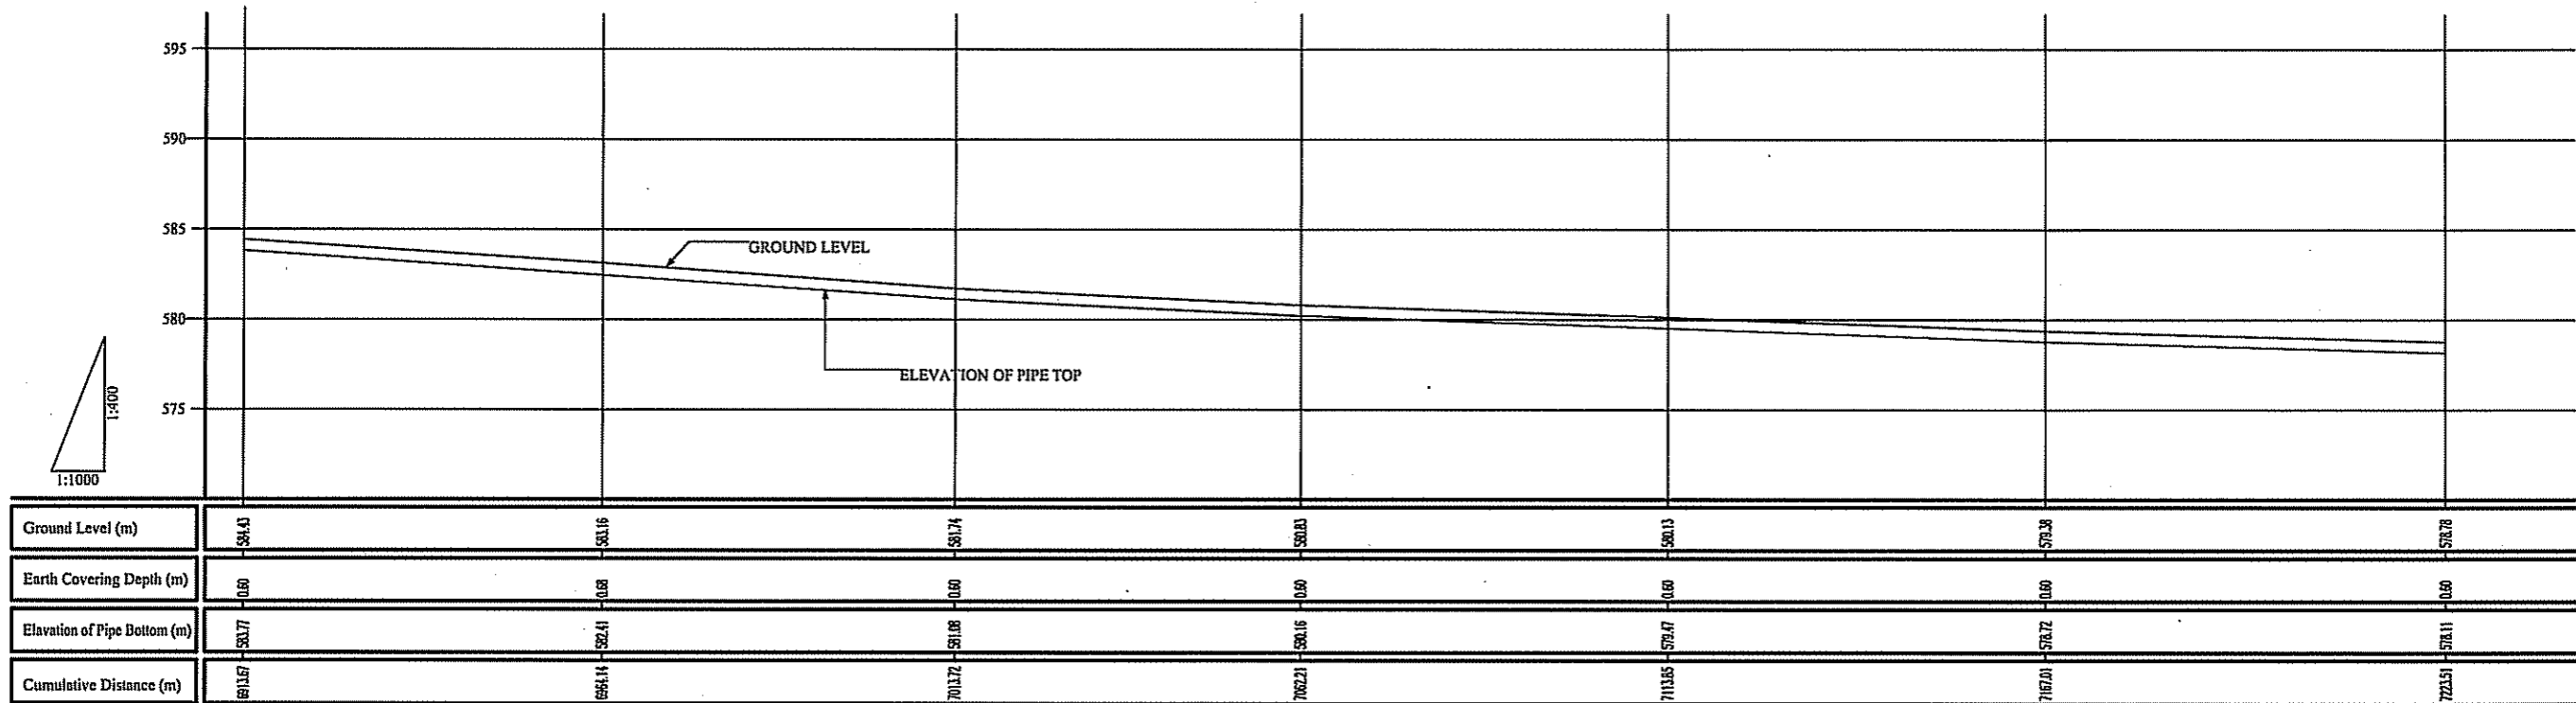 595
590
585
GROUND LEVEL
580
ELEVATION OF PIPE TOP
575
1:400
1:1000
Ground Level (m) 584.43 583.16 581.74 580.83 580.13 579.38 578.78
Earth Covering Depth (m) 0.60 0.68 0.60 0.60 0.60 0.60 0.60
Elavation of Pipe Bottom (m) 583.77 582.41 581.08 580.16 579.47 578.72 578.11
Cumulative Distance (m) 6913.67 6964.14 7013.72 7062.21 7113.65 7167.01 7223.51